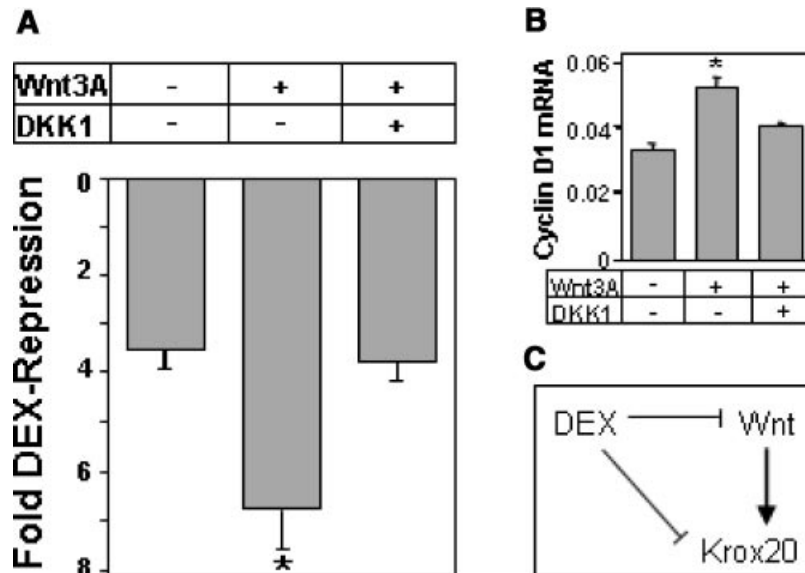 A
Wnt3A - + +
DKK1 - - +
Fold DEX-Repression
0
2
4
6
8
*
B
Cyclin D1 mRNA
0.06
0.04
0.02
0
*
Wnt3A - + +
DKK1 - - +
C
DEX Wnt
Krox20